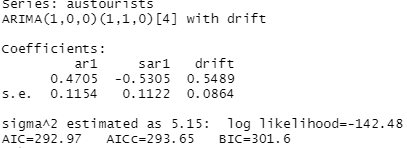 Series: austourists
ARIMA(1,0,0)(1,1,0)[4] with drift
Coefficients:
ar1 sar1 drift
0.4705 -0.5305 0.5489
s.e. 0.1154 0.1122 0.0864
sigma^2 estimated as 5.15: log likelihood=-142.48
AIC=292.97 AICc=293.65 BIC=301.6